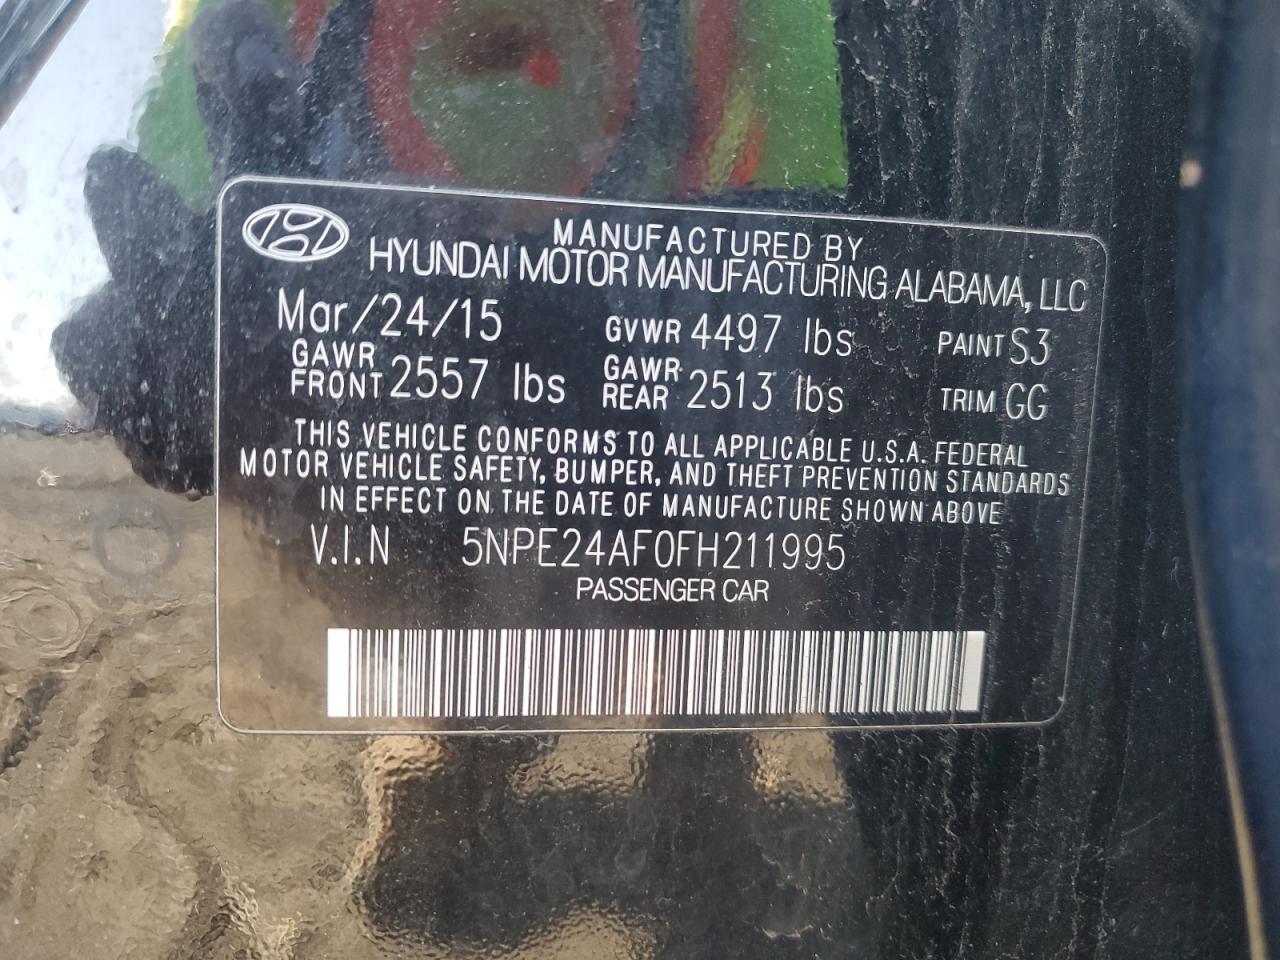 MANUFACTURED BY
HYUNDAI MOTOR MANUFACTURING ALABAMA, LLC
Mar/24/15 GVWR 4497 lbs PAINT S3
GAWR FRONT 2557 lbs GAWR REAR 2513 lbs TRIM GG
THIS VEHICLE CONFORMS TO ALL APPLICABLE U.S.A. FEDERAL
MOTOR VEHICLE SAFETY, BUMPER, AND THEFT PREVENTION STANDARDS
IN EFFECT ON THE DATE OF MANUFACTURE SHOWN ABOVE
V.I.N 5NPE24AF0FH211995
PASSENGER CAR